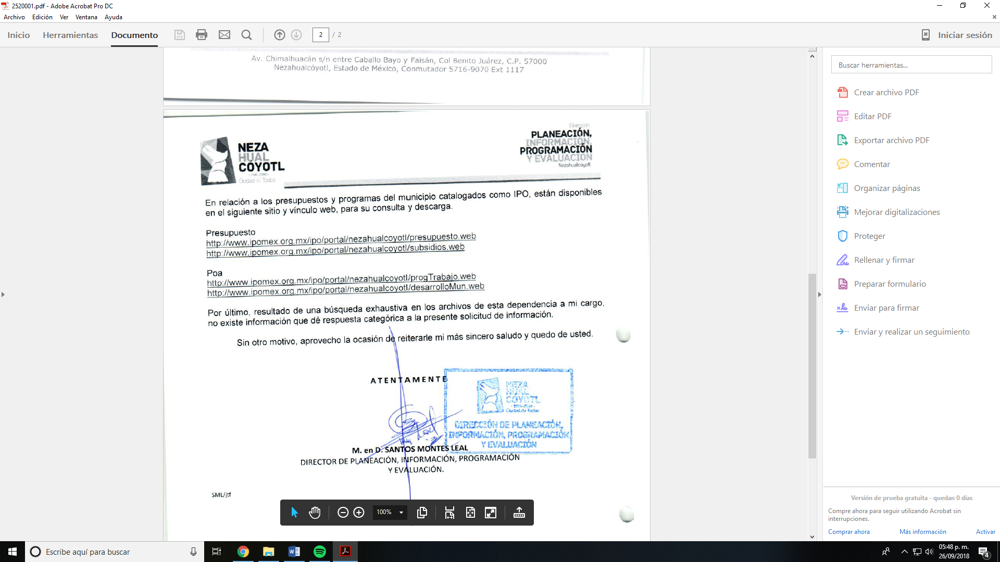 2520001.pdf - Adobe Acrobat Pro DC
Archivo Edición Ver Ventana Ayuda
Inicio Herramientas Documento 2 / 2 Iniciar sesión
Av. Chimalhuacán s/n entre Caballo Bayo y Faisán, Col Benito Juárez, C.P. 57000
Nezahualcóyotl, Estado de México, Conmutador 5716-9070 Ext 1117
NEZA
HUAL
COYOTL
Ciudad de Todos
Dirección
PLANEACIÓN,
INFORMACIÓN,
PROGRAMACIÓN
Y EVALUACIÓN
Nezahualcoyotl
En relación a los presupuestos y programas del municipio catalogados como IPO, están disponibles
en el siguiente sitio y vínculo web, para su consulta y descarga.
Presupuesto
http://www.ipomex.org.mx/ipo/portal/nezahualcoyotl/presupuesto.web
http://www.ipomex.org.mx/ipo/portal/nezahualcoyotl/subsidios.web
Poa
http://www.ipomex.org.mx/ipo/portal/nezahualcoyotl/progTrabajo.web
http://www.ipomex.org.mx/ipo/portal/nezahualcoyotl/desarrolloMun.web
Por último, resultado de una búsqueda exhaustiva en los archivos de esta dependencia a mi cargo,
no existe información que dé respuesta categórica a la presente solicitud de información.
Sin otro motivo, aprovecho la ocasión de reiterarle mi más sincero saludo y quedo de usted.
ATENTAMENTE
NEZA
HUAL
COYOTL
Ciudad de Todos
DIRECCIÓN DE PLANEACIÓN,
INFORMACIÓN, PROGRAMACIÓN
Y EVALUACIÓN
M. en D. SANTOS MONTES LEAL
DIRECTOR DE PLANEACIÓN, INFORMACIÓN, PROGRAMACIÓN
Y EVALUACIÓN.
SML/jtf
100%
Buscar herramientas...
Crear archivo PDF
Editar PDF
Exportar archivo PDF
Comentar
Organizar páginas
Mejorar digitalizaciones
Proteger
Rellenar y firmar
Preparar formulario
Enviar para firmar
Enviar y realizar un seguimiento
Versión de prueba gratuita - quedan 0 días
Compre ahora para seguir utilizando Acrobat sin
interrupciones.
Comprar ahora Más información Activar
Escribe aquí para buscar
05:48 p. m.
26/09/2018
4